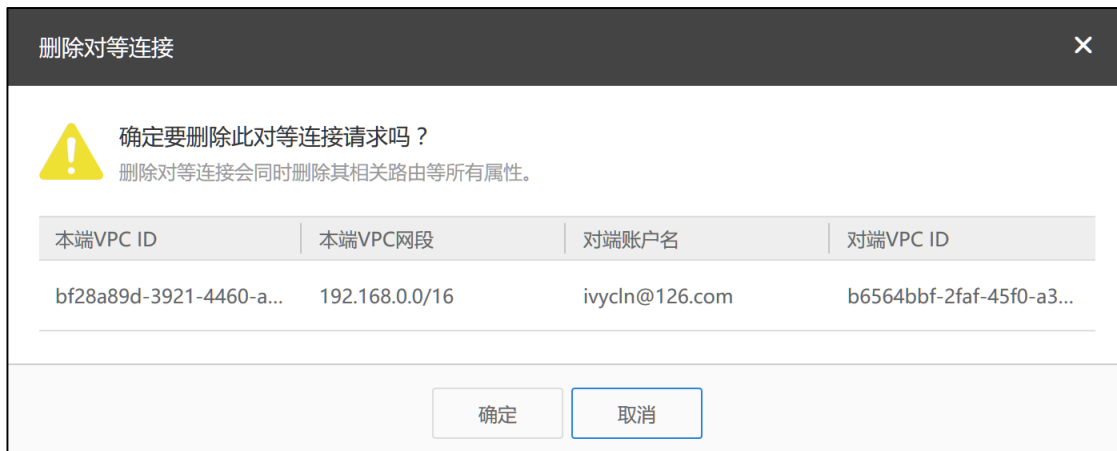 删除对等连接
确定要删除此对等连接请求吗？
删除对等连接会同时删除其相关路由等所有属性。
本端VPC ID 本端VPC网段 对端账户名 对端VPC ID
bf28a89d-3921-4460-a... 192.168.0.0/16 ivycln@126.com b6564bbf-2faf-45f0-a3...
确定 取消